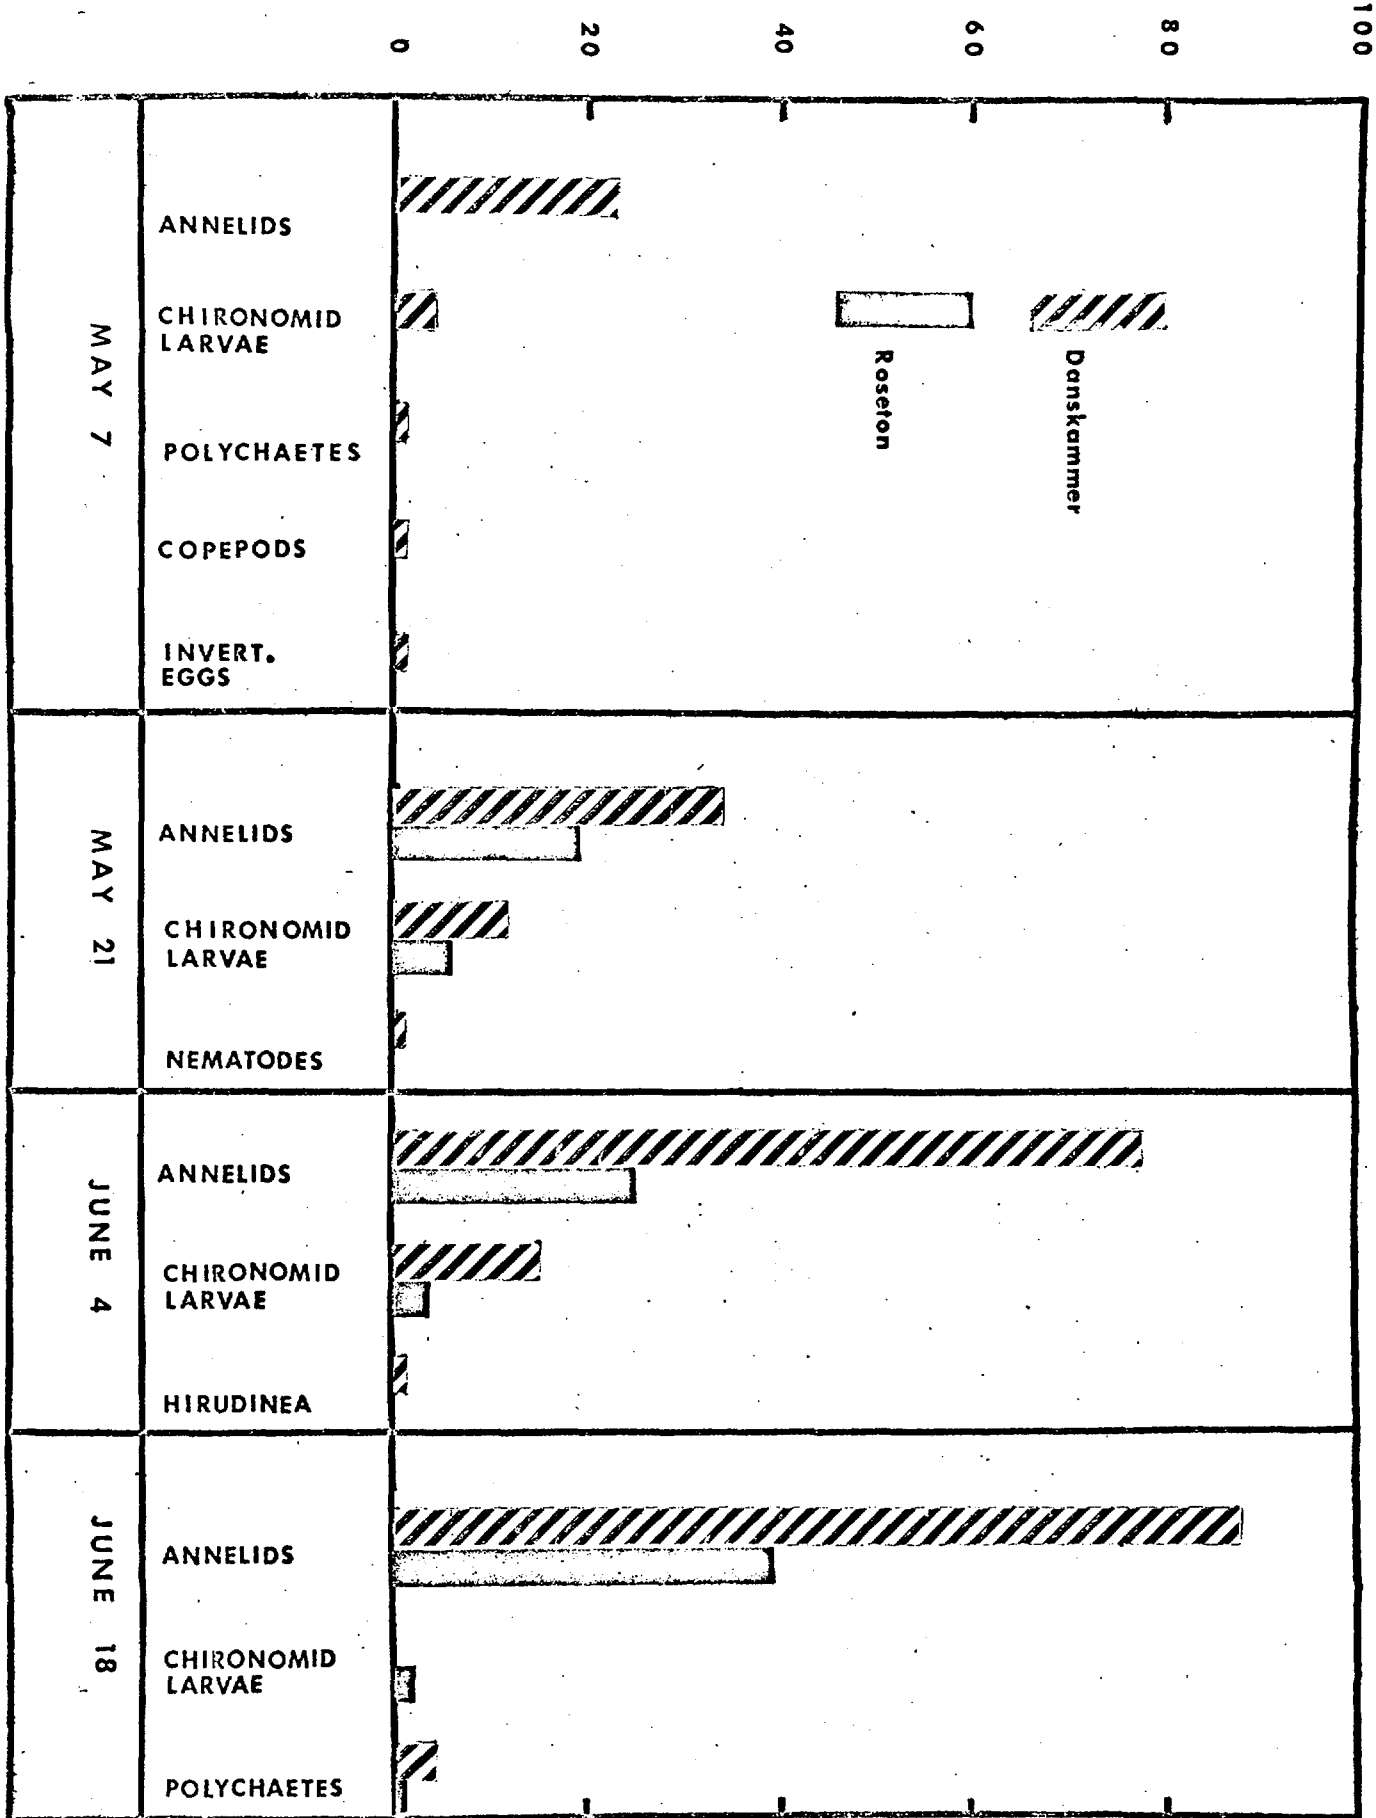 0
20
40
60
80
100
MAY 7
ANNELIDS
CHIRONOMID
LARVAE
POLYCHAETES
COPEPODS
INVERT.
EGGS
Roseton
Danskammer
MAY 21
ANNELIDS
CHIRONOMID
LARVAE
NEMATODES
JUNE 4
ANNELIDS
CHIRONOMID
LARVAE
HIRUDINEA
JUNE 18
ANNELIDS
CHIRONOMID
LARVAE
POLYCHAETES